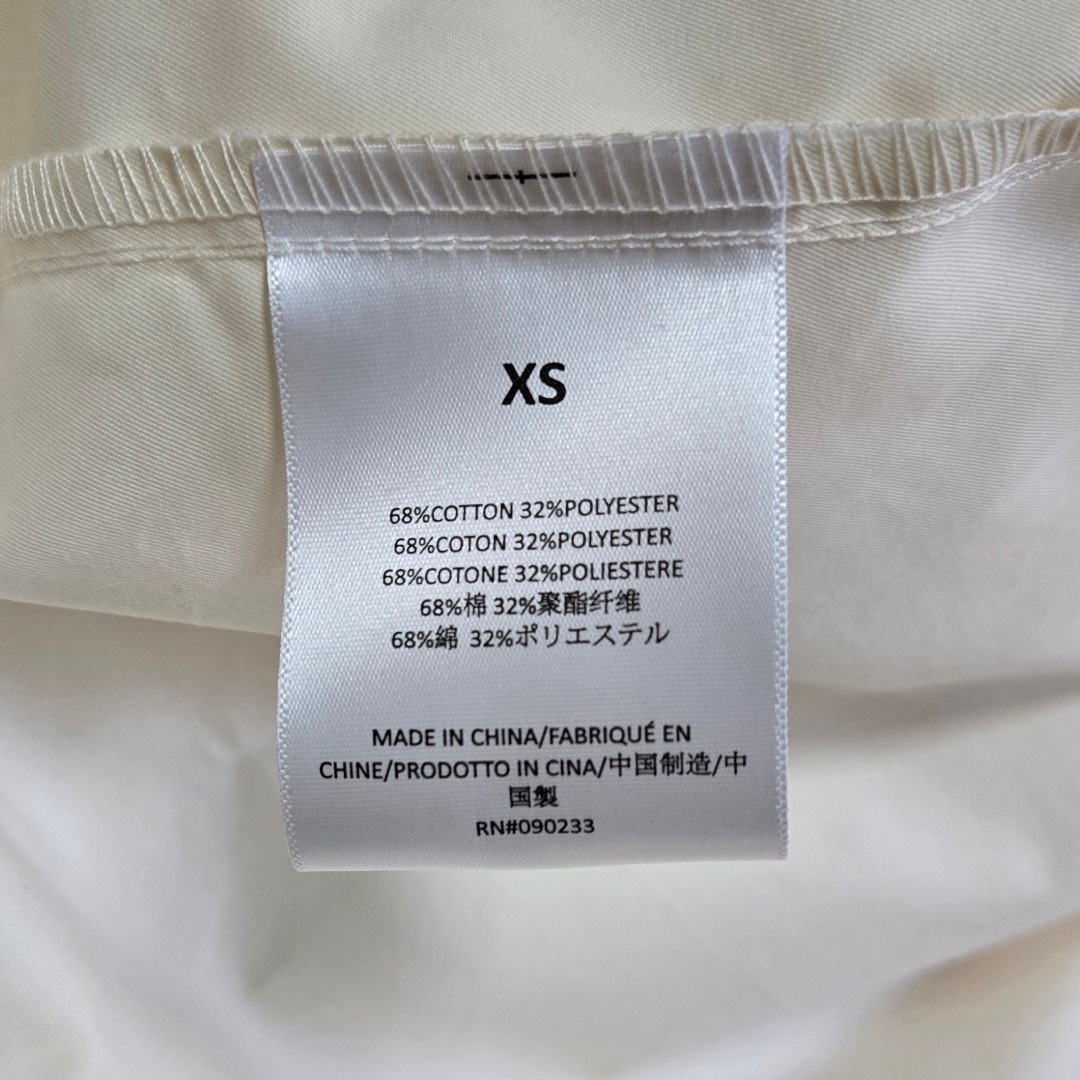 XS
68%COTTON 32%POLYESTER
68%COTON 32%POLYESTER
68%COTONE 32%POLIESTERE
68%棉 32%聚酯纤维
68%綿 32%ポリエステル
MADE IN CHINA/FABRIQUÉ EN
CHINE/PRODOTTO IN CINA/中国制造/中
国製
RN#090233